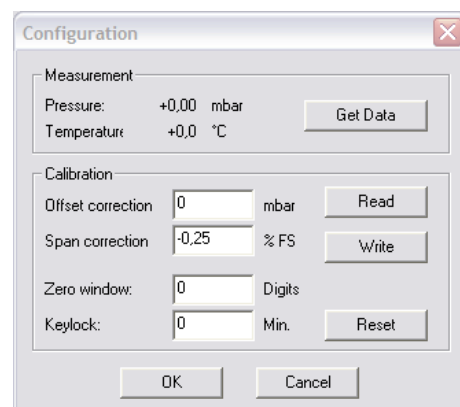 Configuration
Measurement
Pressure: +0,00 mbar
Get Data
Temperature +0,0 °C
Calibration
Offset correction 0 mbar Read
Span correction -0,25 % FS Write
Zero window: 0 Digits
Keylock: 0 Min. Reset
OK Cancel